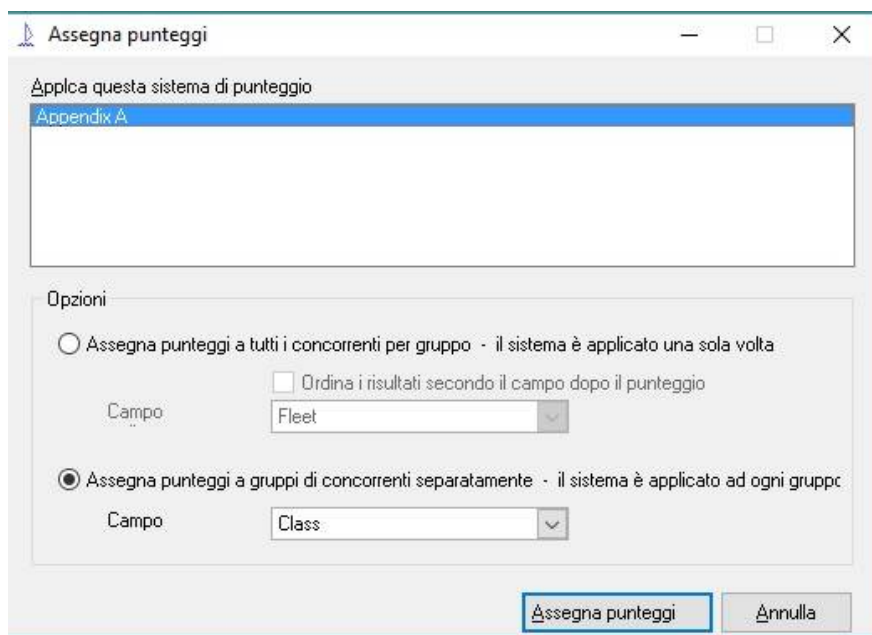 Assegna punteggi
Applca questa sistema di punteggio
Appendix A
Opzioni
Assegna punteggi a tutti i concorrenti per gruppo - il sistema è applicato una sola volta
Ordina i risultati secondo il campo dopo il punteggio
Campo
Fleet
Assegna punteggi a gruppi di concorrenti separatamente - il sistema è applicato ad ogni gruppo
Campo
Class
Assegna punteggi
Annulla